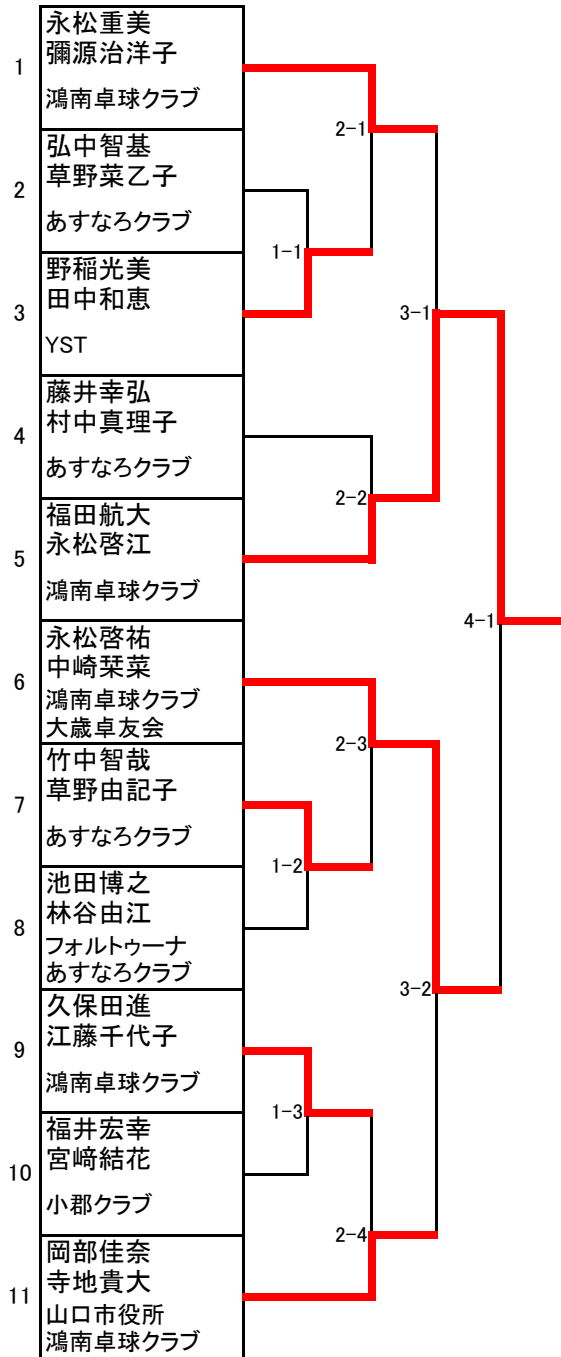 1
永松重美
彌源治洋子
鴻南卓球クラブ
2
弘中智基
草野菜乙子
あすなろクラブ
3
野稲光美
田中和恵
YST
4
藤井幸弘
村中真理子
あすなろクラブ
5
福田航大
永松啓江
鴻南卓球クラブ
6
永松啓祐
中崎栞菜
鴻南卓球クラブ
大歳卓友会
7
竹中智哉
草野由記子
あすなろクラブ
8
池田博之
林谷由江
フォルトゥーナ
あすなろクラブ
9
久保田進
江藤千代子
鴻南卓球クラブ
10
福井宏幸
宮﨑結花
小郡クラブ
11
岡部佳奈
寺地貴大
山口市役所
鴻南卓球クラブ
1-1
1-2
1-3
2-1
2-2
2-3
2-4
3-1
3-2
4-1